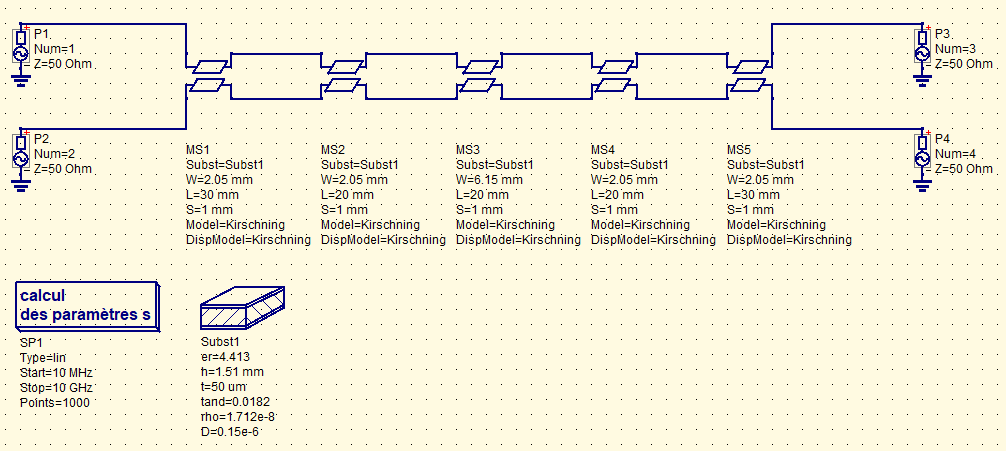 P1
Num=1
Z=50 Ohm
P3
Num=3
Z=50 Ohm
P2
Num=2
Z=50 Ohm
P4
Num=4
Z=50 Ohm
MS1
Subst=Subst1
W=2.05 mm
L=30 mm
S=1 mm
Model=Kirschning
DispModel=Kirschning
MS2
Subst=Subst1
W=2.05 mm
L=20 mm
S=1 mm
Model=Kirschning
DispModel=Kirschning
MS3
Subst=Subst1
W=6.15 mm
L=20 mm
S=1 mm
Model=Kirschning
DispModel=Kirschning
MS4
Subst=Subst1
W=2.05 mm
L=20 mm
S=1 mm
Model=Kirschning
DispModel=Kirschning
MS5
Subst=Subst1
W=2.05 mm
L=30 mm
S=1 mm
Model=Kirschning
DispModel=Kirschning
calcul
des paramètres s
SP1
Type=lin
Start=10 MHz
Stop=10 GHz
Points=1000
Subst1
er=4.413
h=1.51 mm
t=50 um
tand=0.0182
rho=1.712e-8
D=0.15e-6